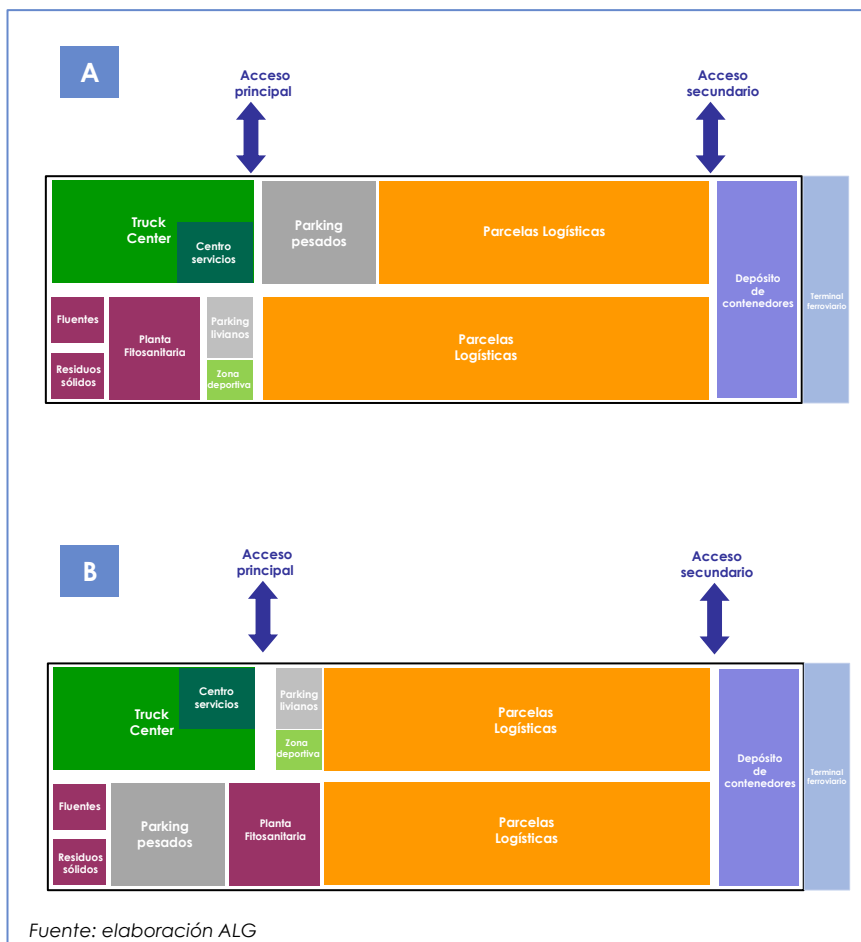 A
Acceso
principal
Acceso
secundario
Truck
Center
Centro
servicios
Parking
pesados
Parcelas Logísticas
Depósito
de
contenedores
Terminal
ferroviario
Fluentes
Residuos
sólidos
Planta
Fitosanitaria
Parking
livianos
Zona
deportiva
Parcelas
Logísticas
B
Acceso
principal
Acceso
secundario
Truck
Center
Centro
servicios
Parking
livianos
Zona
deportiva
Parcelas
Logísticas
Depósito
de
contenedores
Terminal
ferroviario
Fluentes
Residuos
sólidos
Parking
pesados
Planta
Fitosanitaria
Parcelas
Logísticas
Fuente: elaboración ALG